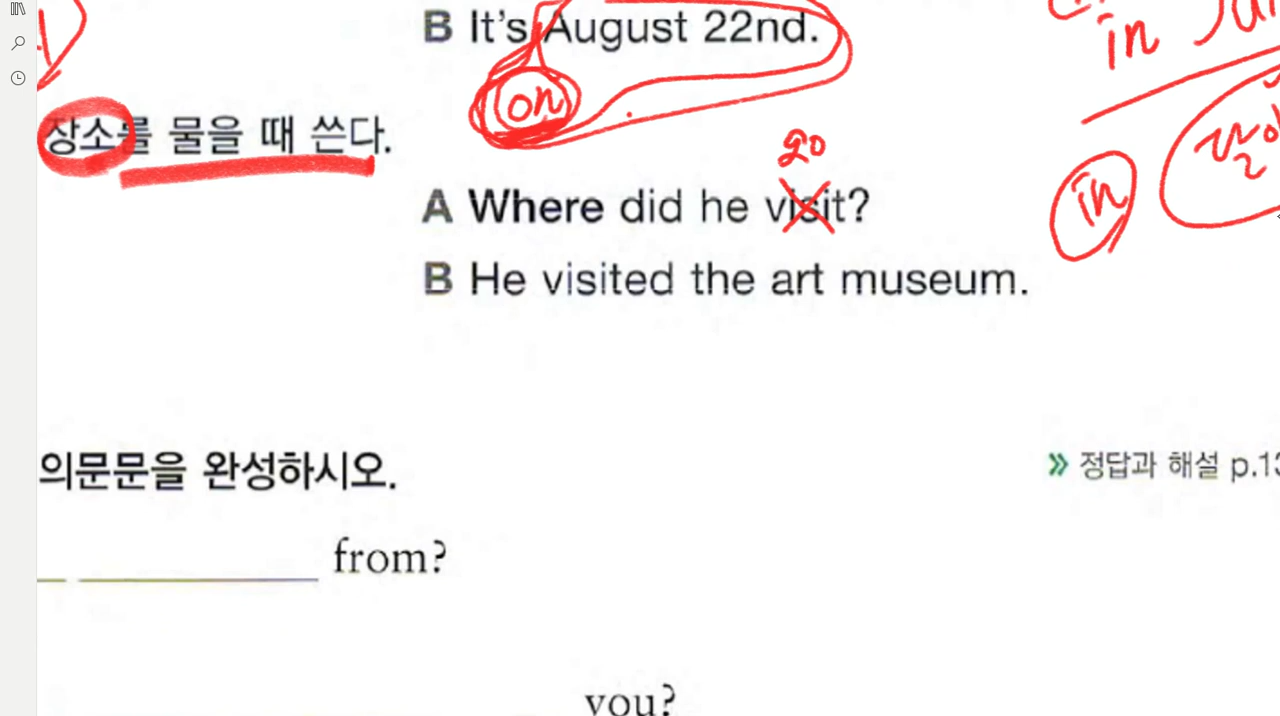 B It's August 22nd.
on
in
장소를 물을 때 쓴다.
go
A Where did he visit?
in
B He visited the art museum.
의문문을 완성하시오.
» 정답과 해설 p.13
from?
you?